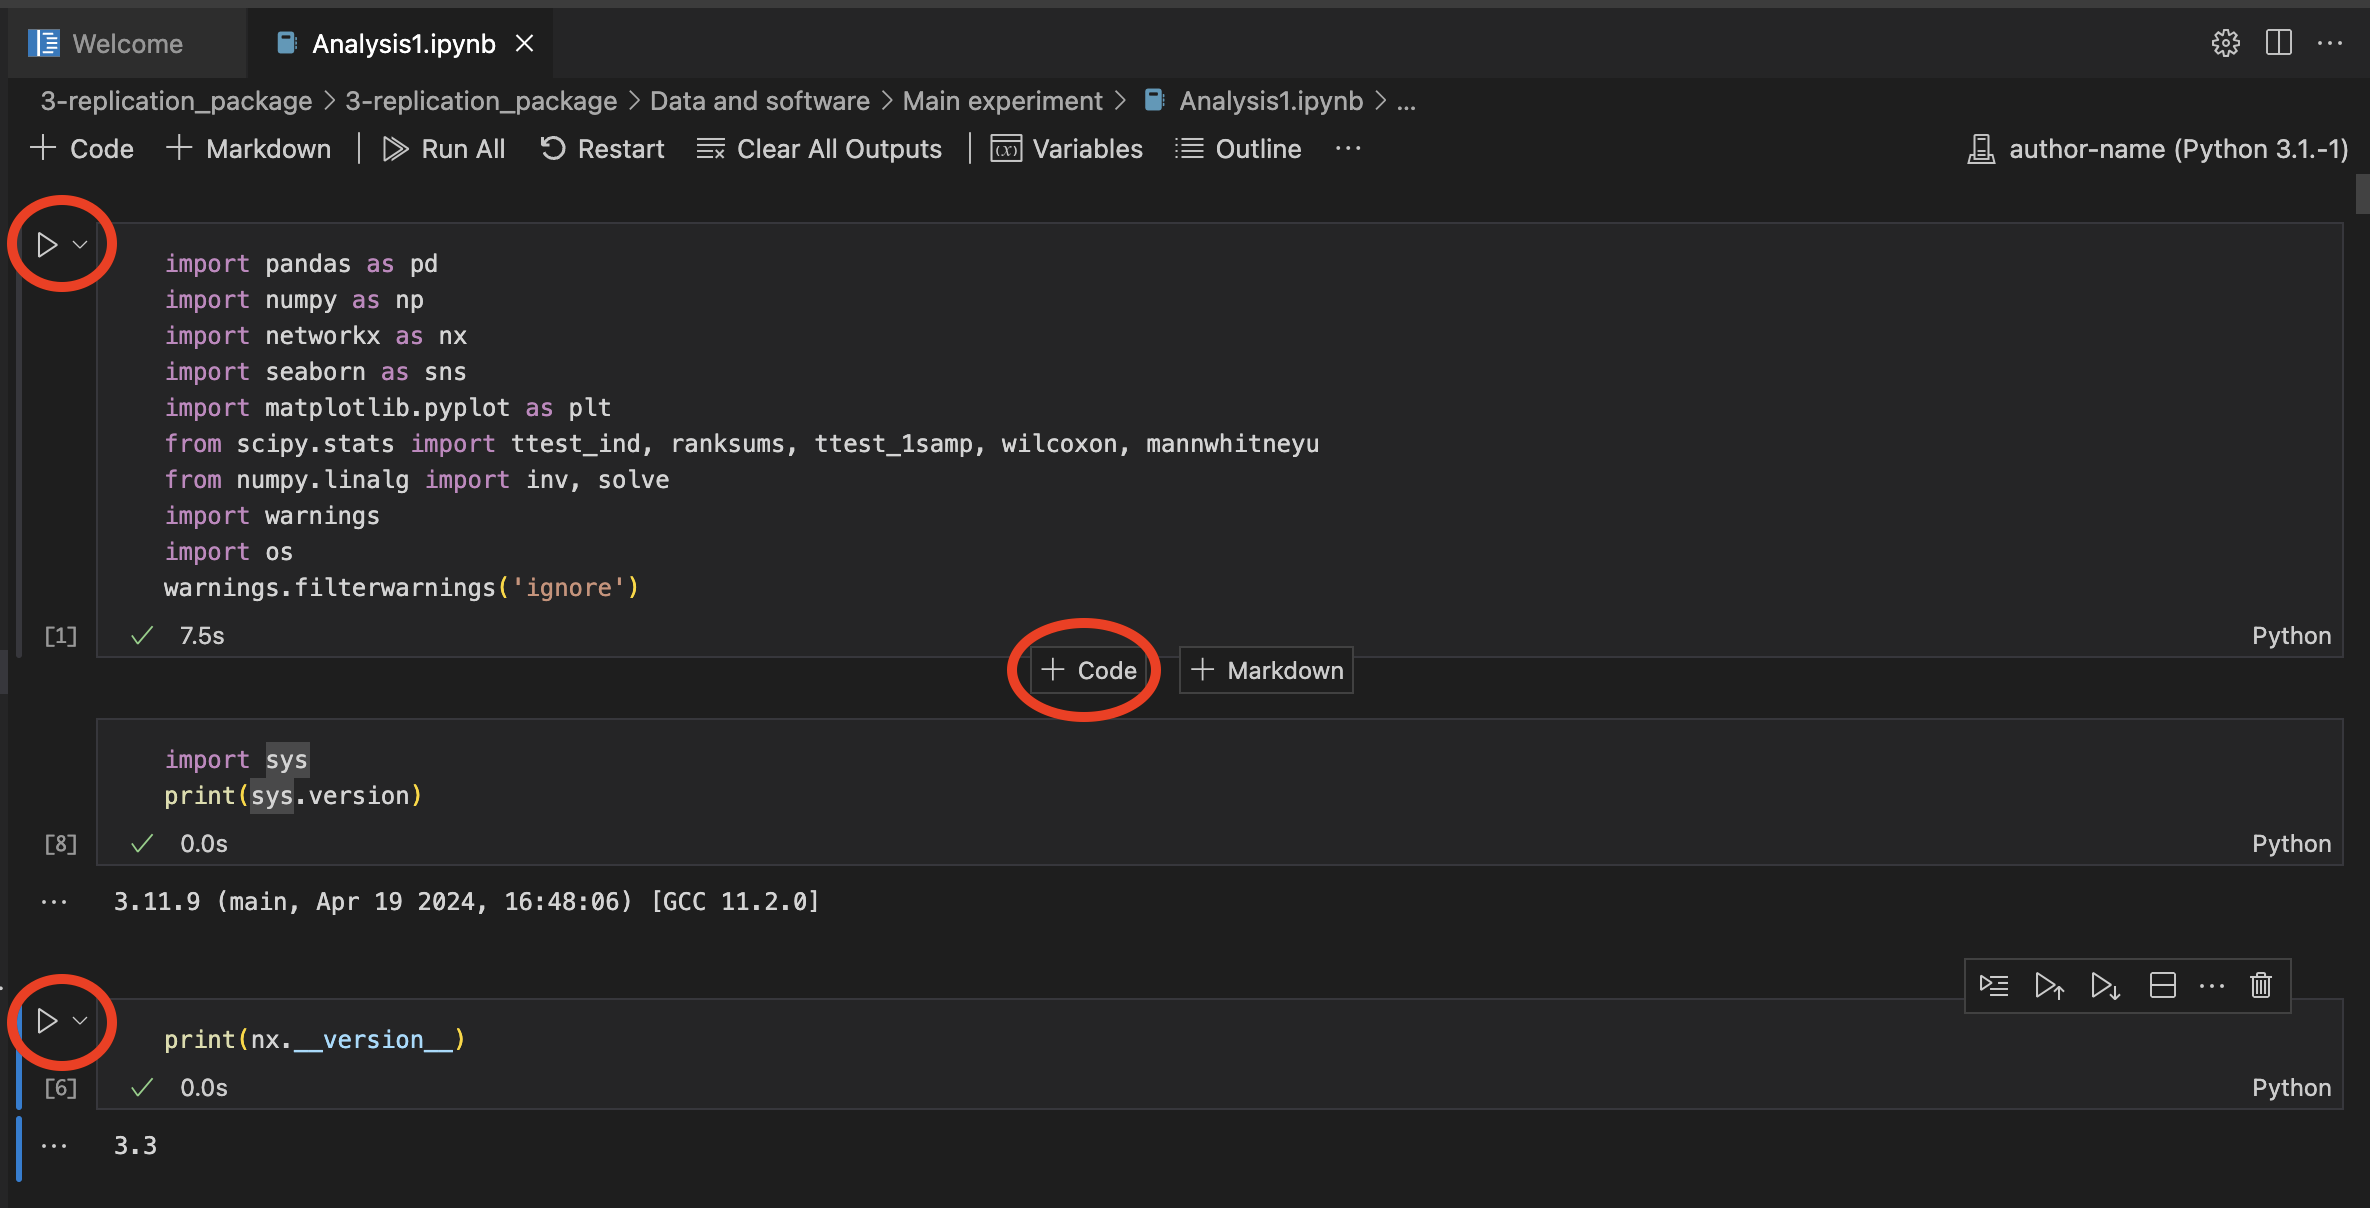 Welcome
Analysis1.ipynb
3-replication_package > 3-replication_package > Data and software > Main experiment > Analysis1.ipynb > ...
+ Code + Markdown | Run All Restart Clear All Outputs | Variables Outline ... author-name (Python 3.1.-1)
import pandas as pd
import numpy as np
import networkx as nx
import seaborn as sns
import matplotlib.pyplot as plt
from scipy.stats import ttest_ind, ranksums, ttest_1samp, wilcoxon, mannwhitneyu
from numpy.linalg import inv, solve
import warnings
import os
warnings.filterwarnings('ignore')
[1] ✓ 7.5s Python
+ Code + Markdown
import sys
print(sys.version)
[8] ✓ 0.0s Python
... 3.11.9 (main, Apr 19 2024, 16:48:06) [GCC 11.2.0]
print(nx.__version__)
[6] ✓ 0.0s Python
... 3.3